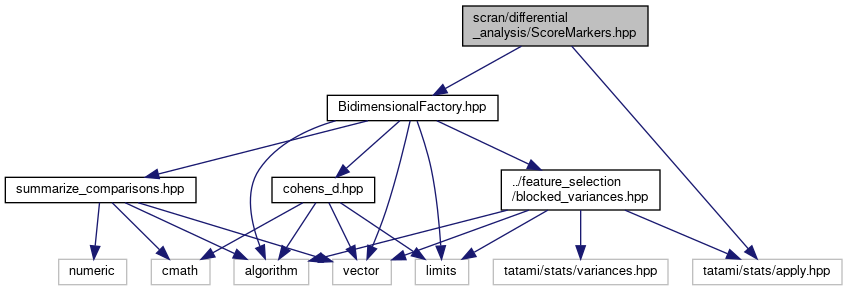 scran/differential
_analysis/ScoreMarkers.hpp
BidimensionalFactory.hpp
summarize_comparisons.hpp
cohens_d.hpp
../feature_selection
/blocked_variances.hpp
numeric
cmath
algorithm
vector
limits
tatami/stats/variances.hpp
tatami/stats/apply.hpp